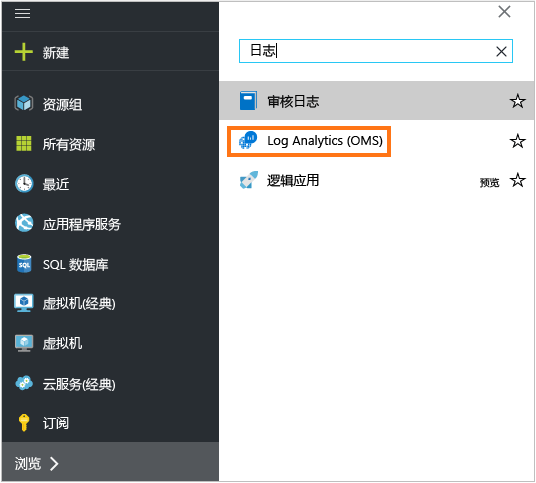 新建
资源组
所有资源
最近
应用程序服务
SQL 数据库
虚拟机(经典)
虚拟机
云服务(经典)
订阅
浏览
日志
审核日志
Log Analytics (OMS)
逻辑应用 预览